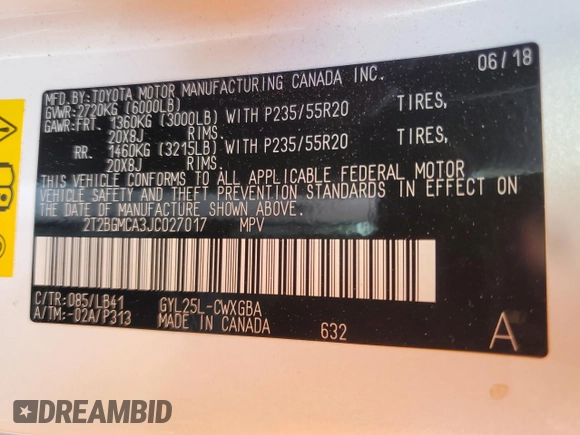 06/18
MFD.BY:TOYOTA MOTOR MANUFACTURING CANADA INC.
GVWR:2720KG (6000LB)
GAWR:FRT. 1360KG (3000LB) WITH P235/55R20 TIRES,
20X8J RIMS.
RR. 1460KG (3215LB) WITH P235/55R20 TIRES,
20X8J RIMS.
THIS VEHICLE CONFORMS TO ALL APPLICABLE FEDERAL MOTOR
VEHICLE SAFETY AND THEFT PREVENTION STANDARDS IN EFFECT ON
THE DATE OF MANUFACTURE SHOWN ABOVE.
2T2BGMCA3JC027017 MPV
C/TR:085/LB41 GYL25L-CWXGBA
A/TM:-02A/P313 MADE IN CANADA 632 A
DREAMBID